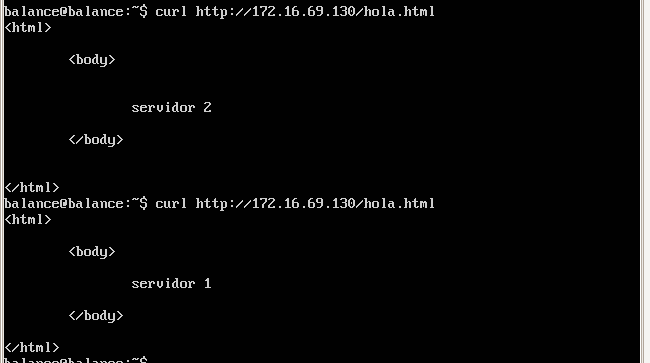 balance@balance:~$ curl http://172.16.69.130/hola.html
<html>
<body>
servidor 2
</body>
</html>
balance@balance:~$ curl http://172.16.69.130/hola.html
<html>
<body>
servidor 1
</body>
</html>
balance@balance:~$